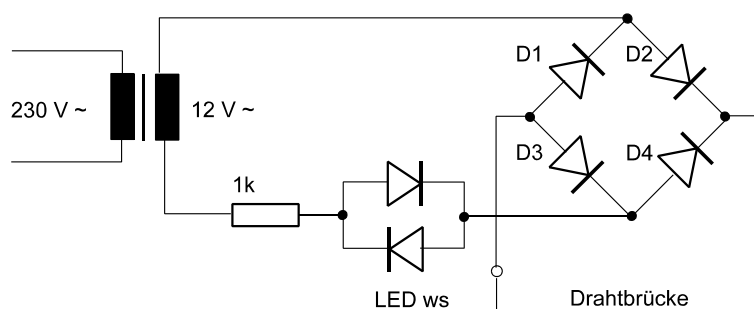 D1
D2
230 V ~
12 V ~
D3
D4
1k
LED ws
Drahtbrücke